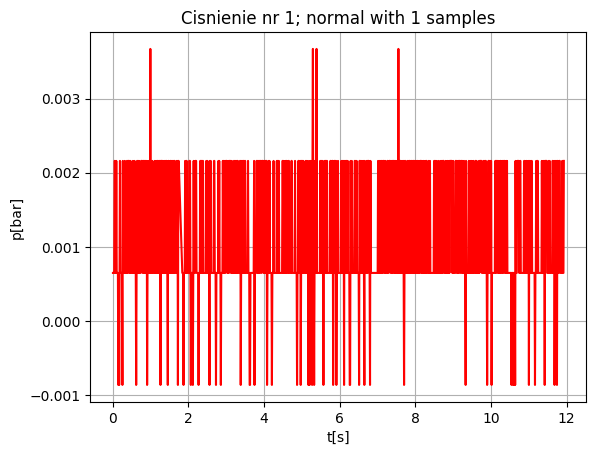 Cisnienie nr 1; normal with 1 samples
0.003
0.002
0.001
0.000
−0.001
p[bar]
0 2 4 6 8 10 12
t[s]